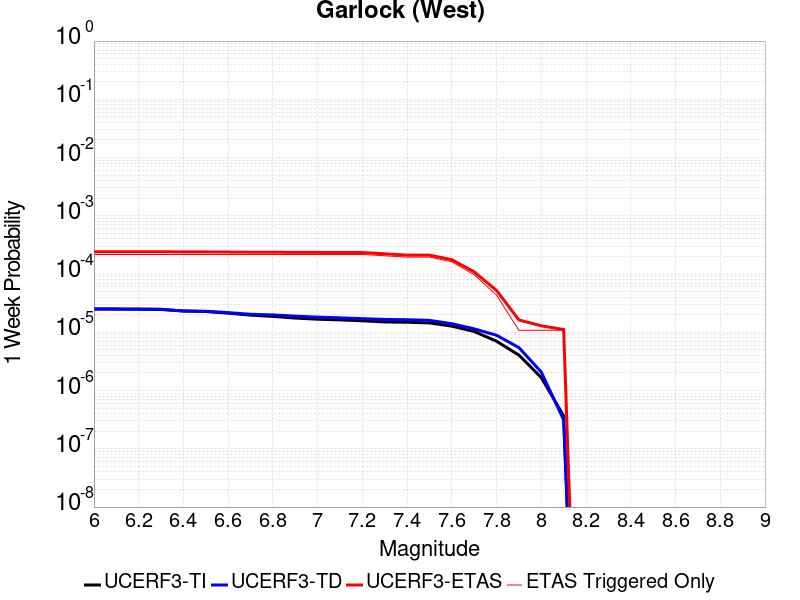 Garlock (West)
10^0
10^-1
10^-2
10^-3
10^-4
10^-5
10^-6
10^-7
10^-8
1 Week Probability
6 6.2 6.4 6.6 6.8 7 7.2 7.4 7.6 7.8 8 8.2 8.4 8.6 8.8 9
Magnitude
UCERF3-TI UCERF3-TD UCERF3-ETAS ETAS Triggered Only